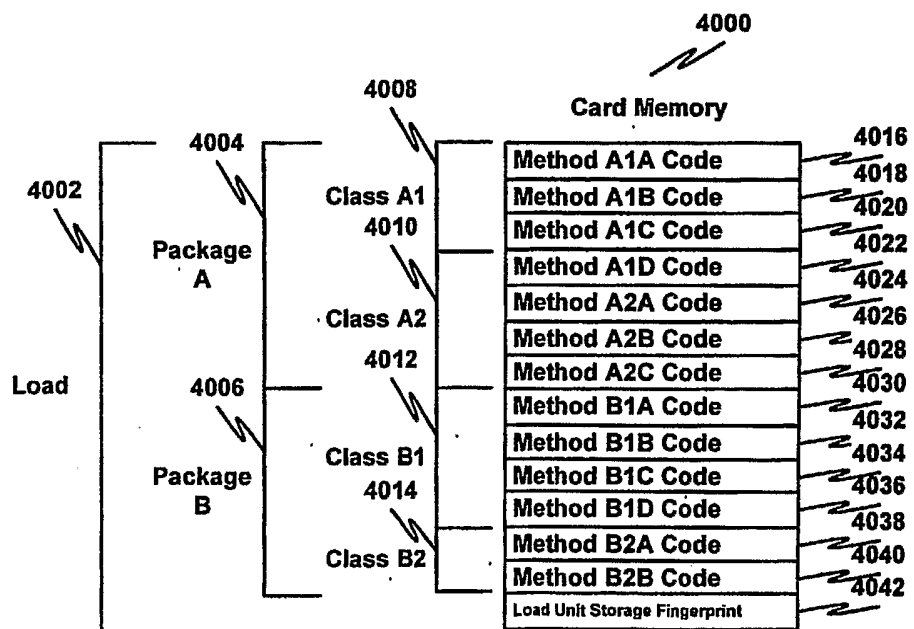 4000
Card Memory
4008
4004
4002
Class A1
4010
Package
A
Class A2
4012
Load
4006
Class B1
Package
B
4014
Class B2
Method A1A Code
4016
Method A1B Code
4018
Method A1C Code
4020
Method A1D Code
4022
Method A2A Code
4024
Method A2B Code
4026
Method A2C Code
4028
Method B1A Code
4030
Method B1B Code
4032
Method B1C Code
4034
Method B1D Code
4036
Method B2A Code
4038
Method B2B Code
4040
Load Unit Storage Fingerprint
4042